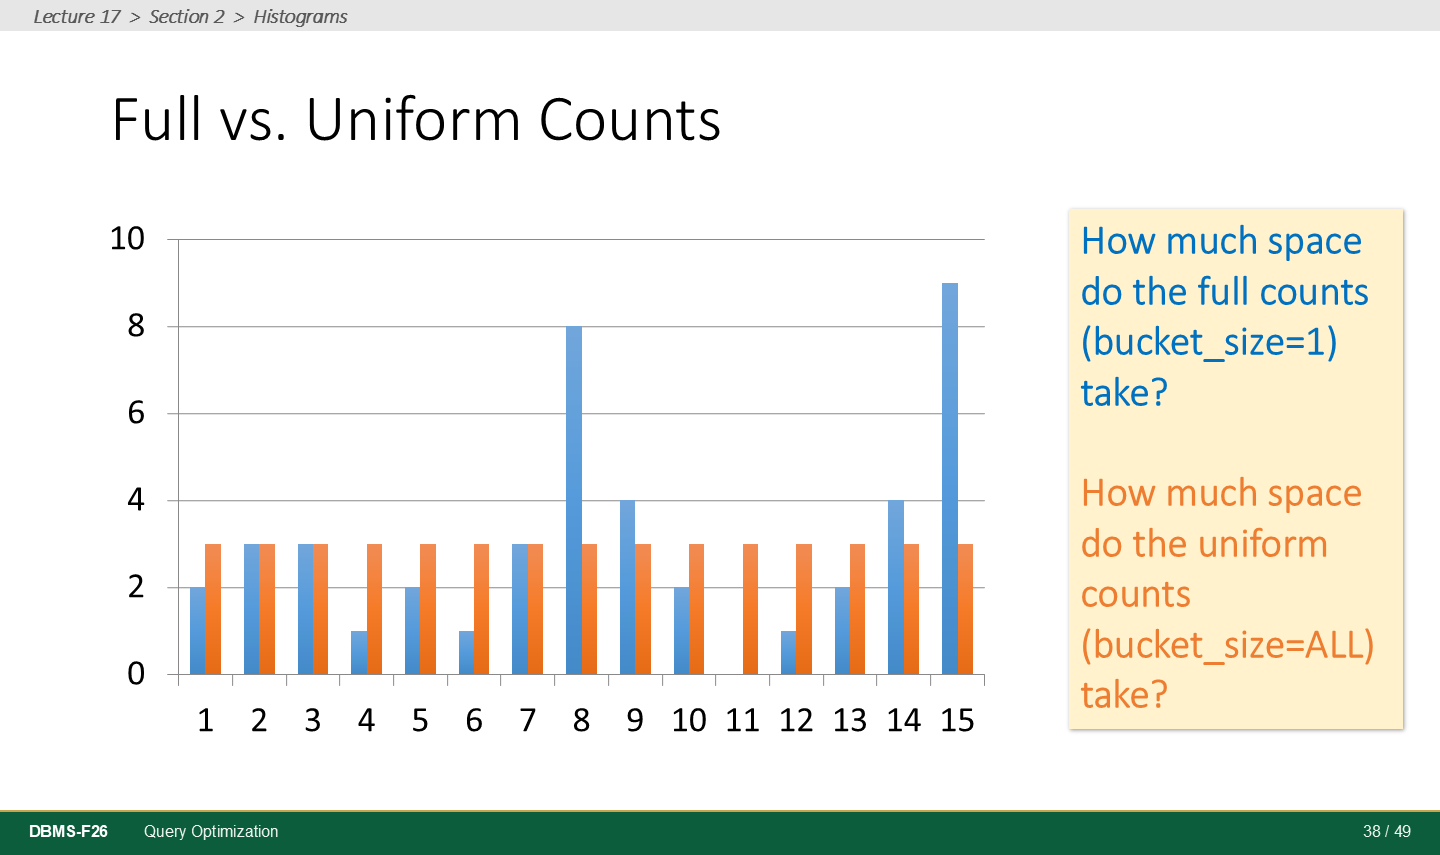 Lecture 17 > Section 2 > Histograms
Full vs. Uniform Counts
10
8
6
4
2
0
1 2 3 4 5 6 7 8 9 10 11 12 13 14 15
How much space
do the full counts
(bucket_size=1)
take?
How much space
do the uniform
counts
(bucket_size=ALL)
take?
DBMS-F26 Query Optimization 38 / 49